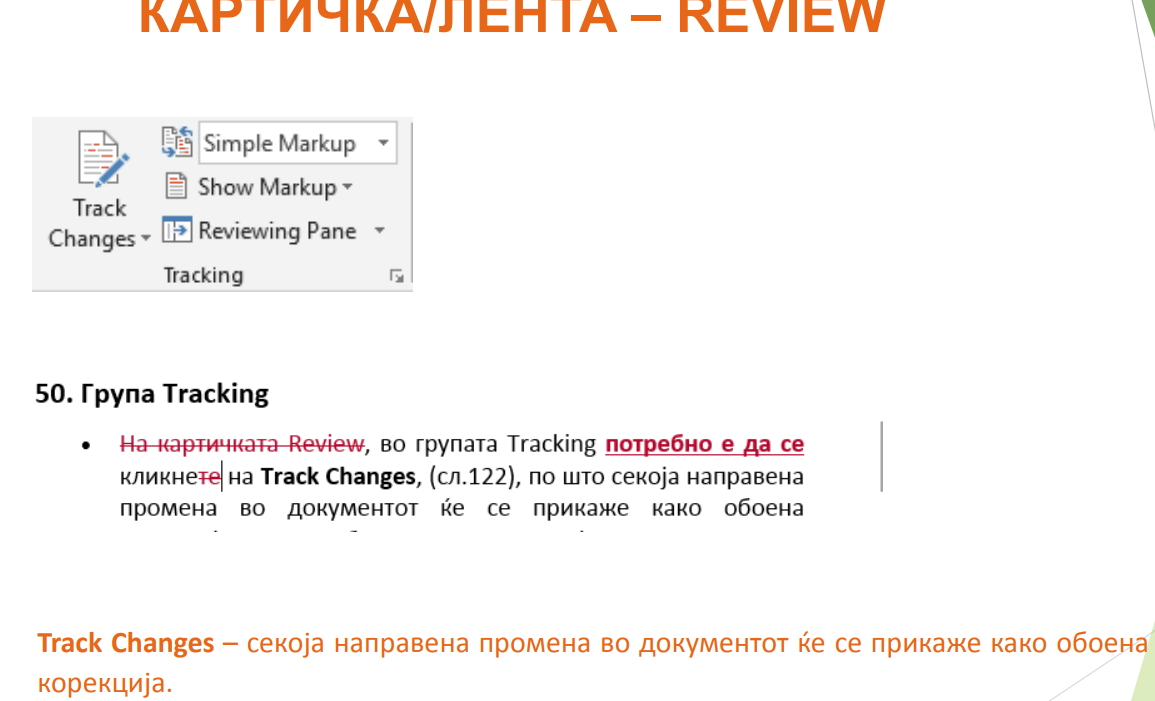 КАРТИЧКА/ЛЕНТА – REVIEW
Simple Markup
Show Markup
Track
Changes
Reviewing Pane
Tracking
50. Група Tracking
• На картичката Review, во групата Tracking потребно е да се
кликнете на Track Changes, (сл.122), по што секоја направена
промена во документот ќе се прикаже како обоена
Track Changes – секоја направена промена во документот ќе се прикаже како обоена
корекција.